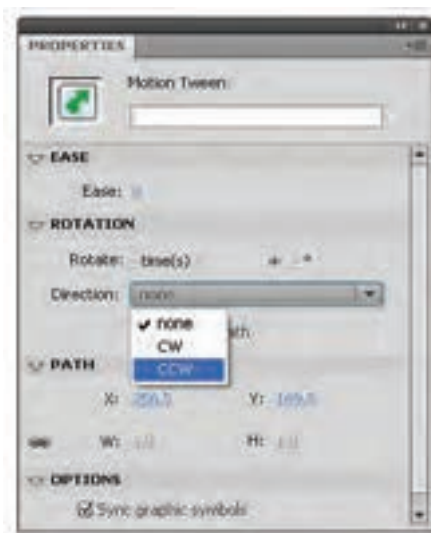 PROPERTIES
Motion Tween
EASE
Ease:
ROTATION
Rotate: time(s) + °
Direction: none
none
CW
CCW
PATH
X: Y:
W: H:
OPTIONS
Sync graphic symbols